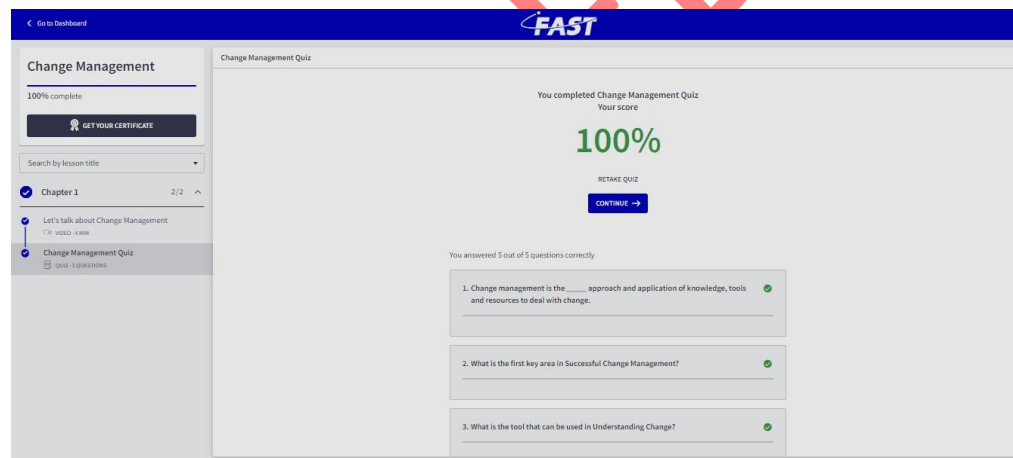 Go to Dashboard
FAST
Change Management
100% complete
GET YOUR CERTIFICATE
Search by lesson title
Chapter 1 2/2
Let's talk about Change Management
VIDEO - 4 MIN
Change Management Quiz
QUIZ - 5 QUESTIONS
Change Management Quiz
You completed Change Management Quiz
Your score
100%
RETAKE QUIZ
CONTINUE →
You answered 5 out of 5 questions correctly
1. Change management is the _____ approach and application of knowledge, tools
and resources to deal with change.
2. What is the first key area in Successful Change Management?
3. What is the tool that can be used in Understanding Change?